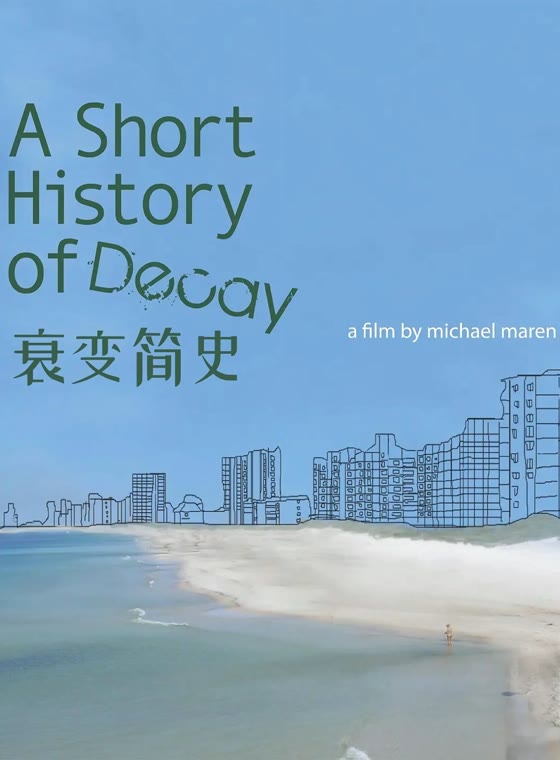 A Short
History
of Decay
衰变简史
a film by michael maren